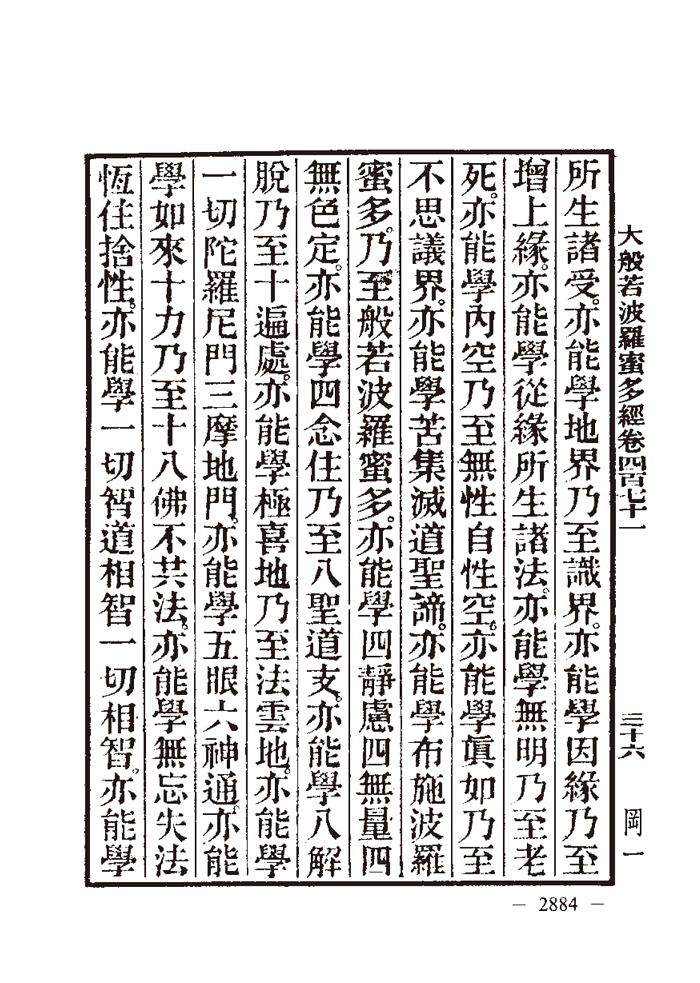 大般若波羅蜜多經卷四百七十一
三十六
岡一
所生諸受。亦能學地界乃至識界。亦能學因緣乃至
增上緣。亦能學從緣所生諸法。亦能學無明乃至老
死。亦能學內空乃至無性自性空。亦能學眞如乃至
不思議界。亦能學苦集滅道聖諦。亦能學布施波羅
蜜多。乃至般若波羅蜜多。亦能學四靜慮四無量四
無色定。亦能學四念住乃至八聖道支。亦能學八解
脫乃至十遍處。亦能學極喜地乃至法雲地。亦能學
一切陀羅尼門三摩地門。亦能學五眼六神通。亦能
學如來十力乃至十八佛不共法。亦能學無忘失法
恆住捨性。亦能學一切智道相智一切相智。亦能學
— 2884 —